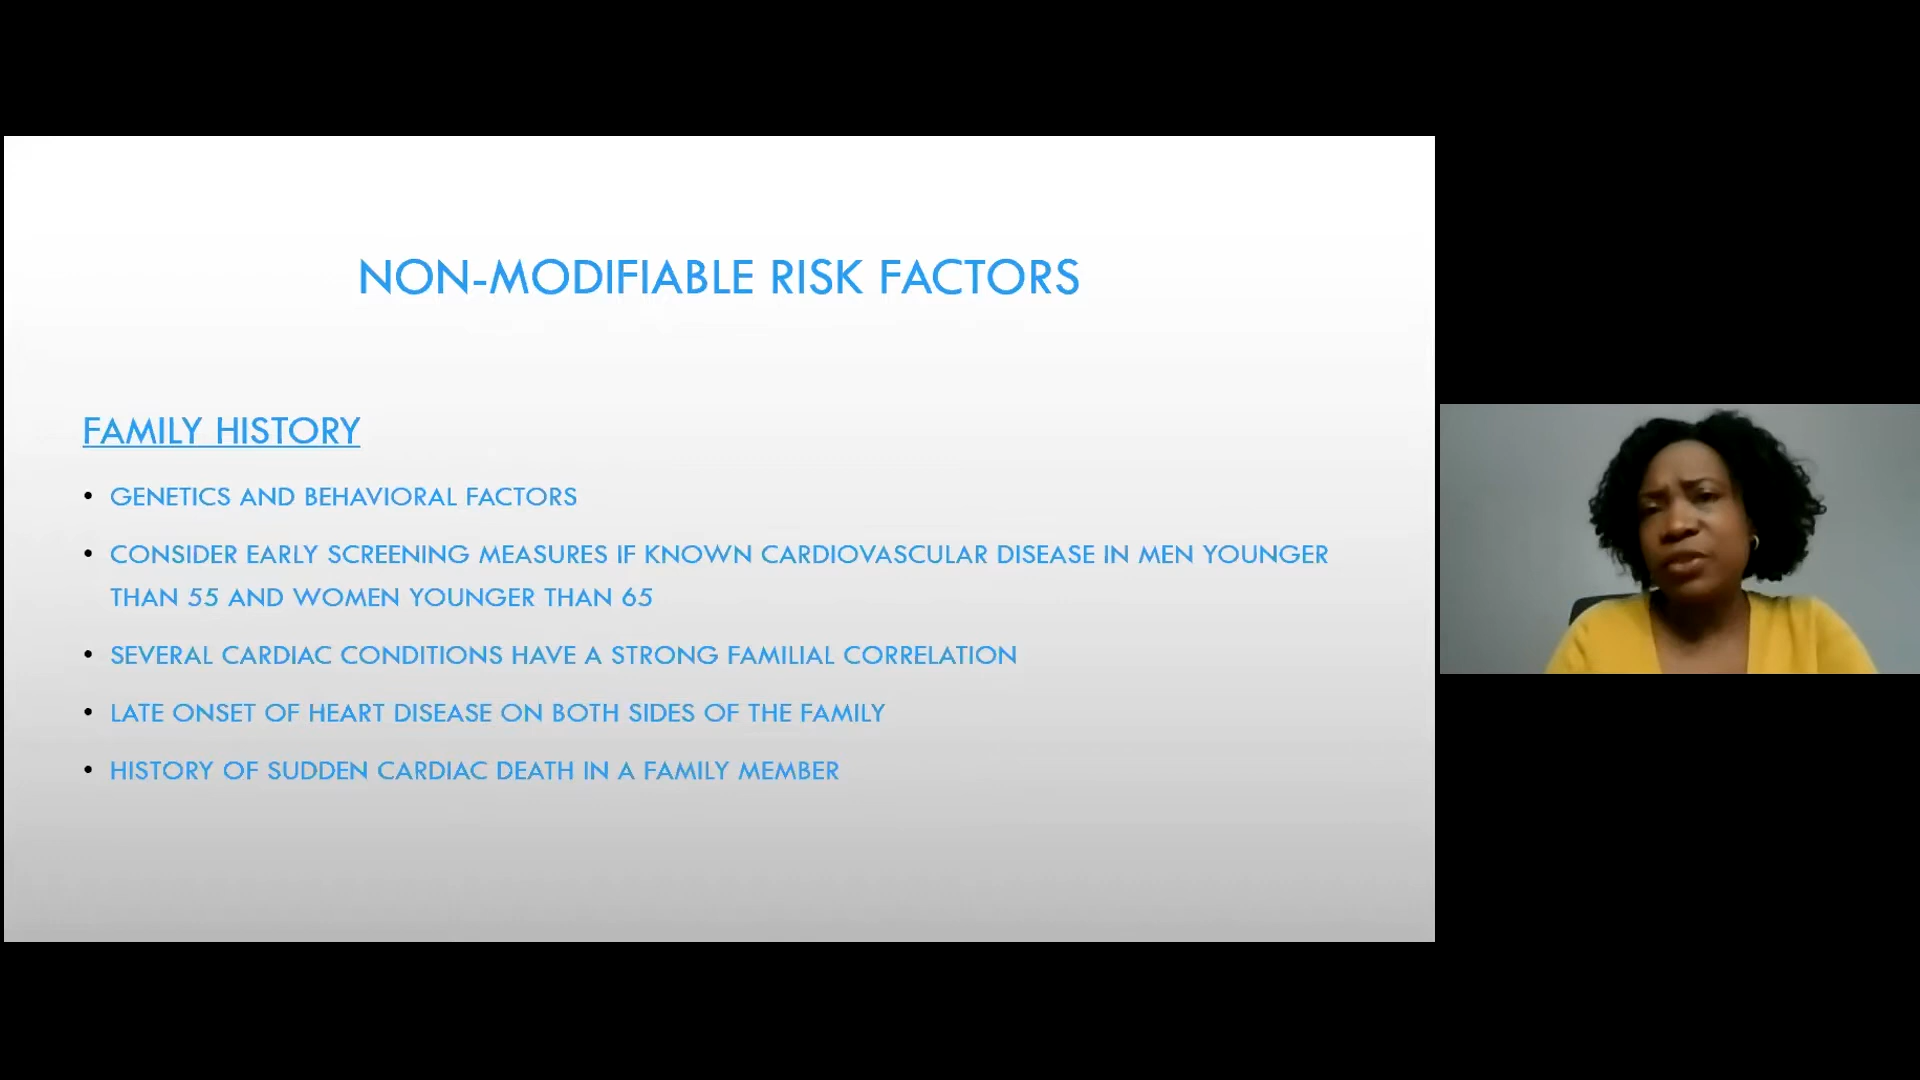 NON-MODIFIABLE RISK FACTORS
FAMILY HISTORY
• GENETICS AND BEHAVIORAL FACTORS
• CONSIDER EARLY SCREENING MEASURES IF KNOWN CARDIOVASCULAR DISEASE IN MEN YOUNGER
THAN 55 AND WOMEN YOUNGER THAN 65
• SEVERAL CARDIAC CONDITIONS HAVE A STRONG FAMILIAL CORRELATION
• LATE ONSET OF HEART DISEASE ON BOTH SIDES OF THE FAMILY
• HISTORY OF SUDDEN CARDIAC DEATH IN A FAMILY MEMBER